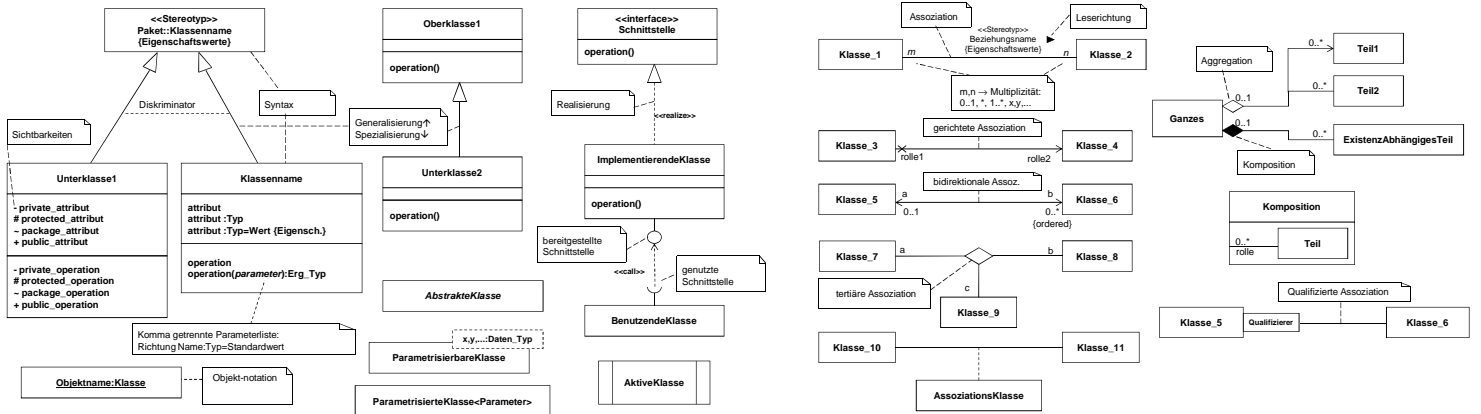 <<Stereotyp>>
Paket::Klassenname
{Eigenschaftswerte}
Diskriminator
Syntax
Sichtbarkeiten
Unterklasse1
- private_attribut
# protected_attribut
~ package_attribut
+ public_attribut
- private_operation
# protected_operation
~ package_operation
+ public_operation
Klassenname
attribut
attribut :Typ
attribut :Typ=Wert {Eigensch.}
operation
operation(parameter):Erg_Typ
Komma getrennte Parameterliste:
Richtung Name:Typ=Standardwert
Objektname:Klasse
Objekt-notation
Oberklasse1
operation()
Generalisierung↑
Spezialisierung↓
Unterklasse2
operation()
AbstrakteKlasse
x,y,...:Daten_Typ
ParametrisierbareKlasse
ParametrisierteKlasse<Parameter>
<<interface>>
Schnittstelle
operation()
Realisierung
<<realize>>
ImplementierendeKlasse
operation()
bereitgestellte
Schnittstelle
<<call>>
genutzte
Schnittstelle
BenutzendeKlasse
AktiveKlasse
Assoziation
Leserichtung
<<Stereotyp>>
Beziehungsname
{Eigenschaftswerte}
Klasse_1
m
n
Klasse_2
m,n → Multiplizität:
0..1, *, 1..*, x,y,...
gerichtete Assoziation
Klasse_3
rolle1
rolle2
Klasse_4
bidirektionale Assoz.
Klasse_5
a
0..1
b
0..*
{ordered}
Klasse_6
Klasse_7
a
b
Klasse_8
tertiäre Assoziation
c
Klasse_9
Klasse_10
Klasse_11
AssoziationsKlasse
Aggregation
Ganzes
0..1
0..1
0..*
Teil1
0..*
Teil2
0..*
ExistenzAbhängigesTeil
Komposition
Komposition
0..*
rolle
Teil
Qualifizierte Assoziation
Klasse_5
Qualifizierer
Klasse_6